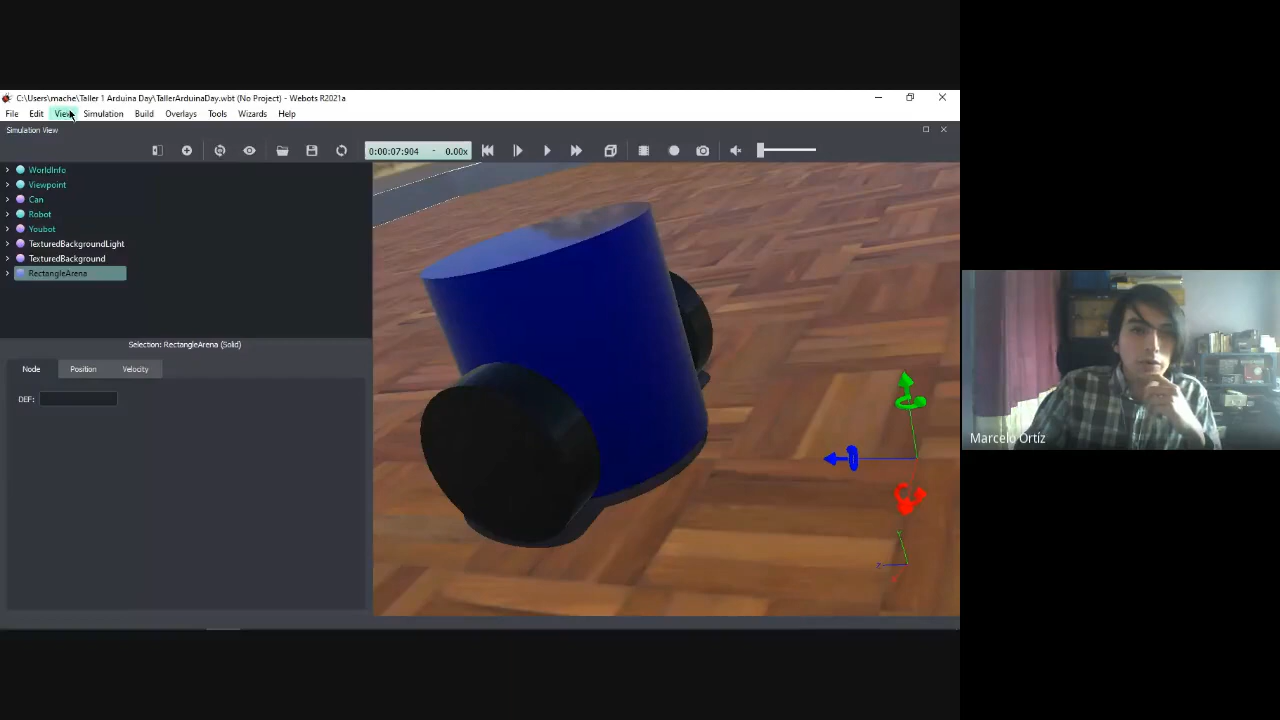 C:\Users\mache\Taller 1 Arduina Day\TallerArduinaDay.wbt (No Project) - Webots R2021a
File Edit View Simulation Build Overlays Tools Wizards Help
Simulation View
0:00:07:904 - 0.00x
WorldInfo
Viewpoint
Can
Robot
Youbot
TexturedBackgroundLight
TexturedBackground
RectangleArena
Selection: RectangleArena (Solid)
Node Position Velocity
DEF:
Marcelo Ortíz